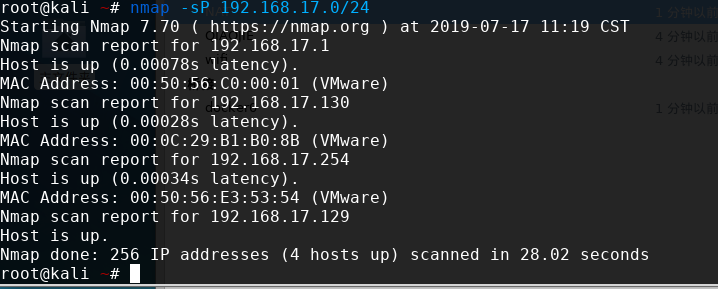 root@kali ~# nmap -sP 192.168.17.0/24
Starting Nmap 7.70 ( https://nmap.org ) at 2019-07-17 11:19 CST
Nmap scan report for 192.168.17.1
Host is up (0.00078s latency).
MAC Address: 00:50:56:C0:00:01 (VMware)
Nmap scan report for 192.168.17.130
Host is up (0.00028s latency).
MAC Address: 00:0C:29:B1:B0:8B (VMware)
Nmap scan report for 192.168.17.254
Host is up (0.00034s latency).
MAC Address: 00:50:56:E3:53:54 (VMware)
Nmap scan report for 192.168.17.129
Host is up.
Nmap done: 256 IP addresses (4 hosts up) scanned in 28.02 seconds
root@kali ~#
1 分钟以前
4 分钟以前
4 分钟以前
1 分钟以前